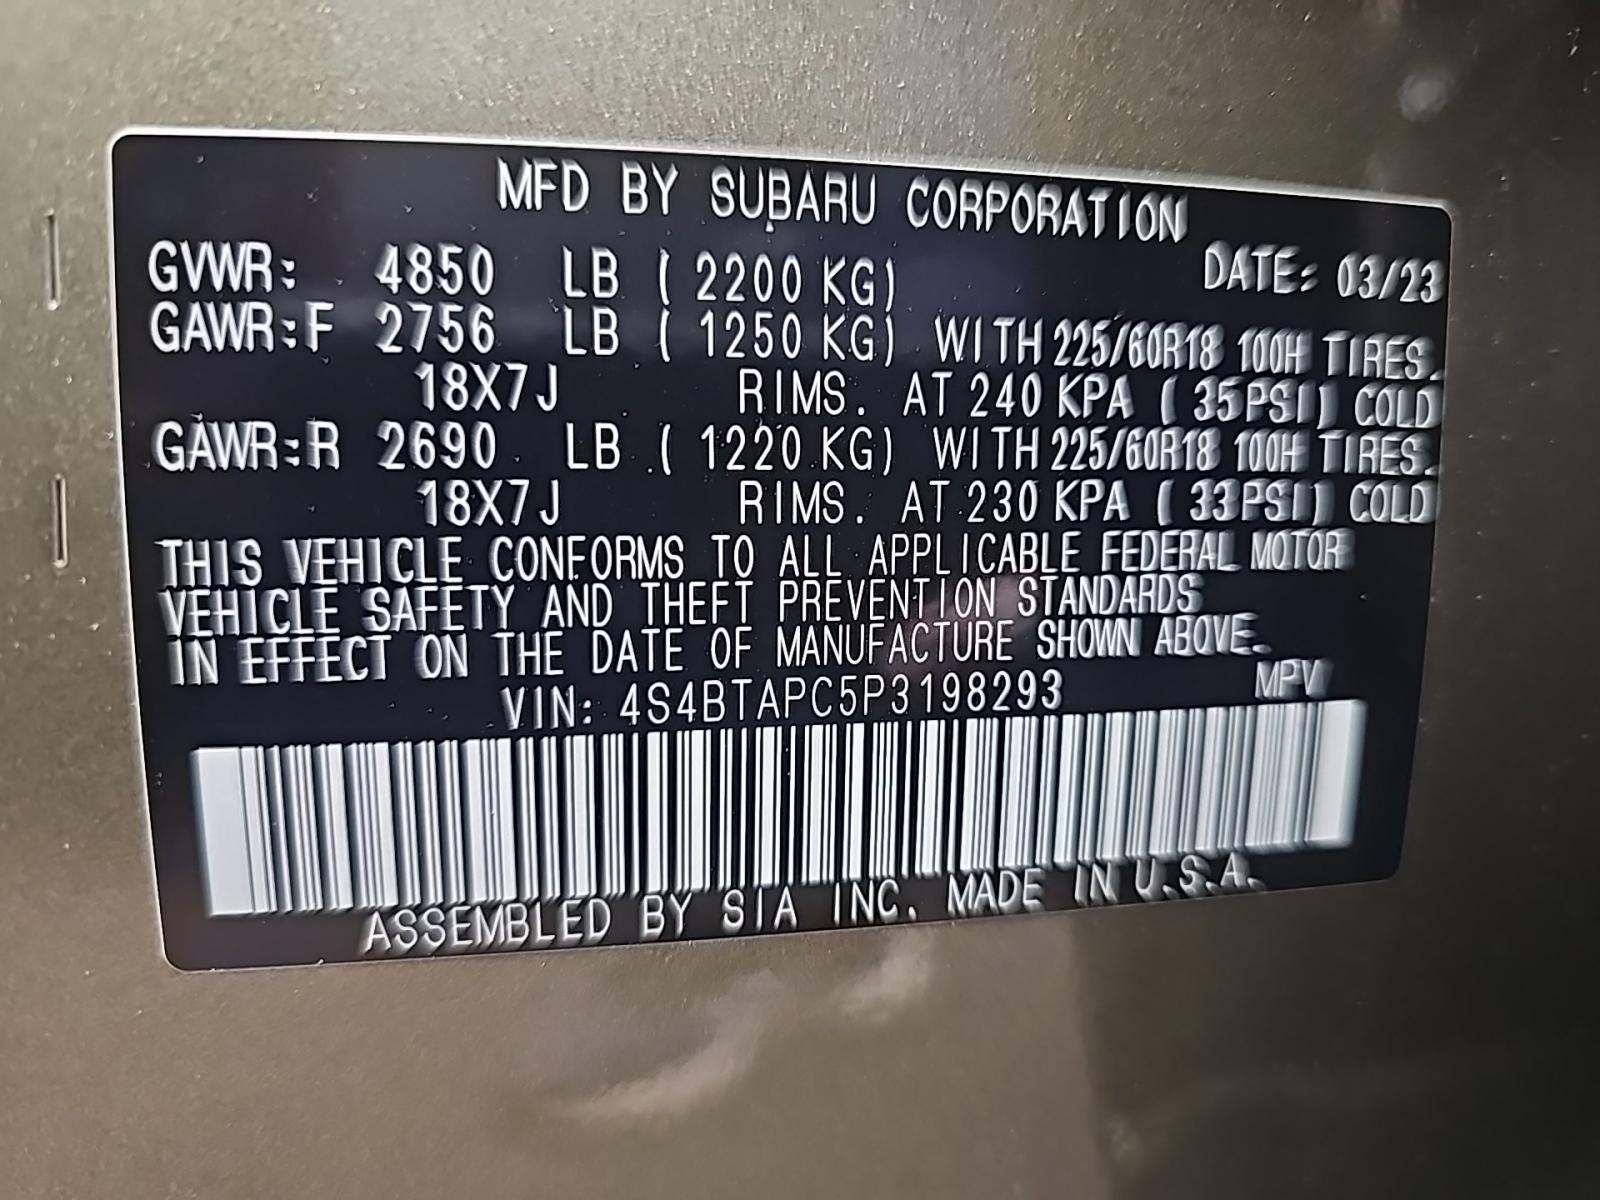 MFD BY SUBARU CORPORATION
GVWR: 4850 LB ( 2200 KG) DATE: 03/23
GAWR:F 2756 LB ( 1250 KG) WITH 225/60R18 100H TIRES.
18X7J RIMS. AT 240 KPA ( 35PSI) COLD
GAWR:R 2690 LB ( 1220 KG) WITH 225/60R18 100H TIRES.
18X7J RIMS. AT 230 KPA ( 33PSI) COLD
THIS VEHICLE CONFORMS TO ALL APPLICABLE FEDERAL MOTOR
VEHICLE SAFETY AND THEFT PREVENTION STANDARDS
IN EFFECT ON THE DATE OF MANUFACTURE SHOWN ABOVE.
VIN: 4S4BTAPC5P3198293 MPV
ASSEMBLED BY SIA INC. MADE IN U.S.A.